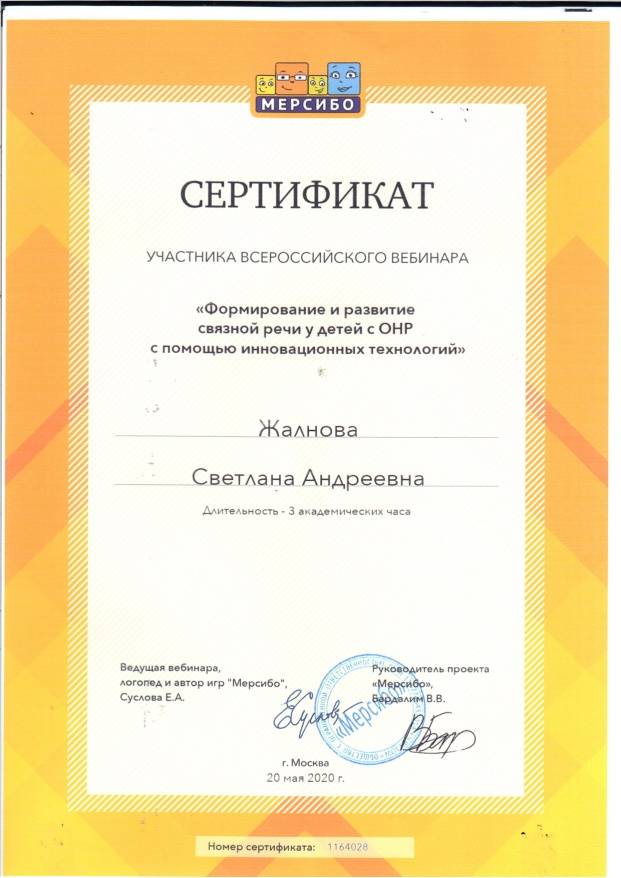 МЕРСИБО
СЕРТИФИКАТ
УЧАСТНИКА ВСЕРОССИЙСКОГО ВЕБИНАРА
«Формирование и развитие
связной речи у детей с ОНР
с помощью инновационных технологий»
Жалнова
Светлана Андреевна
Длительность - 3 академических часа
Ведущая вебинара,
логопед и автор игр "Мерсибо",
Суслова Е.А.
Руководитель проекта
«Мерсибо»,
Бардалим В.В.
«Мерсибо»
г. Москва
20 мая 2020 г.
Номер сертификата: 1164028